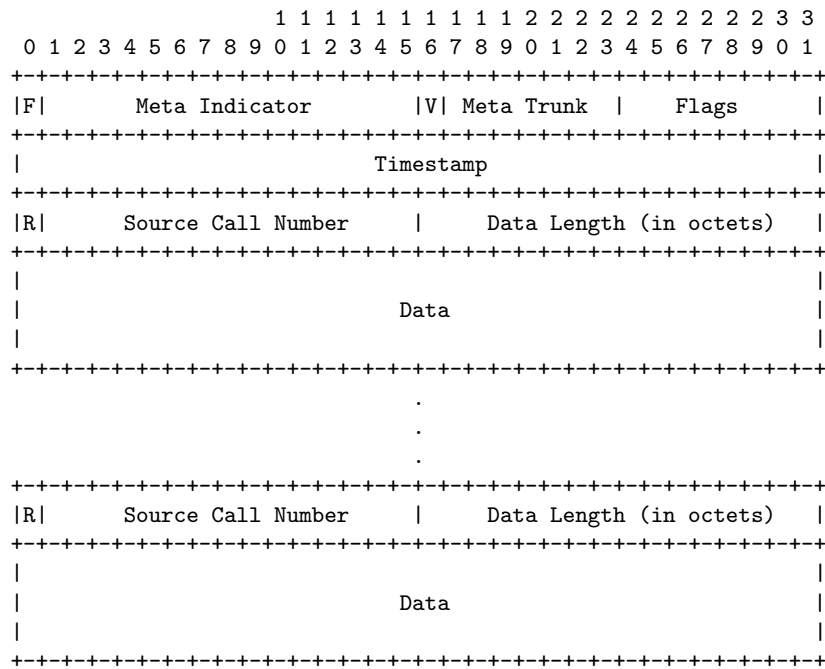 1 1 1 1 1 1 1 1 1 1 2 2 2 2 2 2 2 2 2 2 3 3
 0 1 2 3 4 5 6 7 8 9 0 1 2 3 4 5 6 7 8 9 0 1 2 3 4 5 6 7 8 9 0 1
+-+-+-+-+-+-+-+-+-+-+-+-+-+-+-+-+-+-+-+-+-+-+-+-+-+-+-+-+-+-+-+-+
|F|       Meta Indicator        |V| Meta Trunk  |    Flags      |
+-+-+-+-+-+-+-+-+-+-+-+-+-+-+-+-+-+-+-+-+-+-+-+-+-+-+-+-+-+-+-+-+
|                            Timestamp                          |
+-+-+-+-+-+-+-+-+-+-+-+-+-+-+-+-+-+-+-+-+-+-+-+-+-+-+-+-+-+-+-+-+
|R|      Source Call Number     |     Data Length (in octets)   |
+-+-+-+-+-+-+-+-+-+-+-+-+-+-+-+-+-+-+-+-+-+-+-+-+-+-+-+-+-+-+-+-+
|                                                               |
|                              Data                             |
|                                                               |
+-+-+-+-+-+-+-+-+-+-+-+-+-+-+-+-+-+-+-+-+-+-+-+-+-+-+-+-+-+-+-+-+
                                .
                                .
                                .
+-+-+-+-+-+-+-+-+-+-+-+-+-+-+-+-+-+-+-+-+-+-+-+-+-+-+-+-+-+-+-+-+
|R|      Source Call Number     |     Data Length (in octets)   |
+-+-+-+-+-+-+-+-+-+-+-+-+-+-+-+-+-+-+-+-+-+-+-+-+-+-+-+-+-+-+-+-+
|                                                               |
|                              Data                             |
|                                                               |
+-+-+-+-+-+-+-+-+-+-+-+-+-+-+-+-+-+-+-+-+-+-+-+-+-+-+-+-+-+-+-+-+